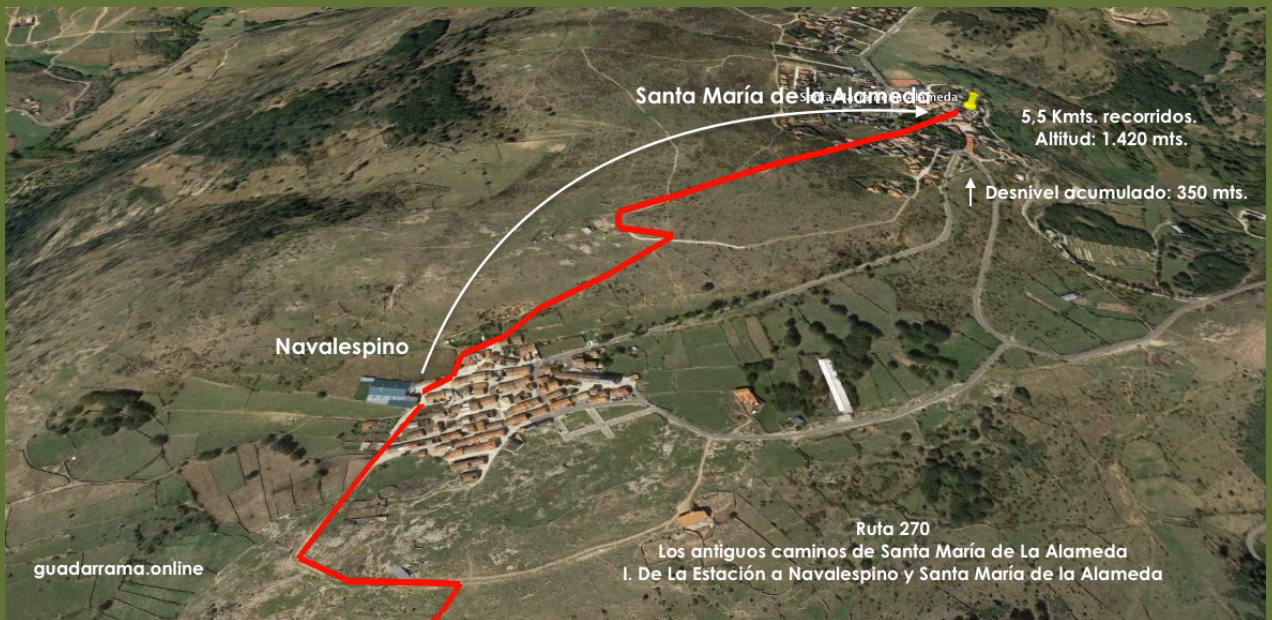 Santa María de la Alameda
5,5 Kmts. recorridos.
Altitud: 1.420 mts.
Desnivel acumulado: 350 mts.
Navalespino
Ruta 270
Los antiguos caminos de Santa María de La Alameda
I. De La Estación a Navalespino y Santa María de la Alameda
guadarrama.online